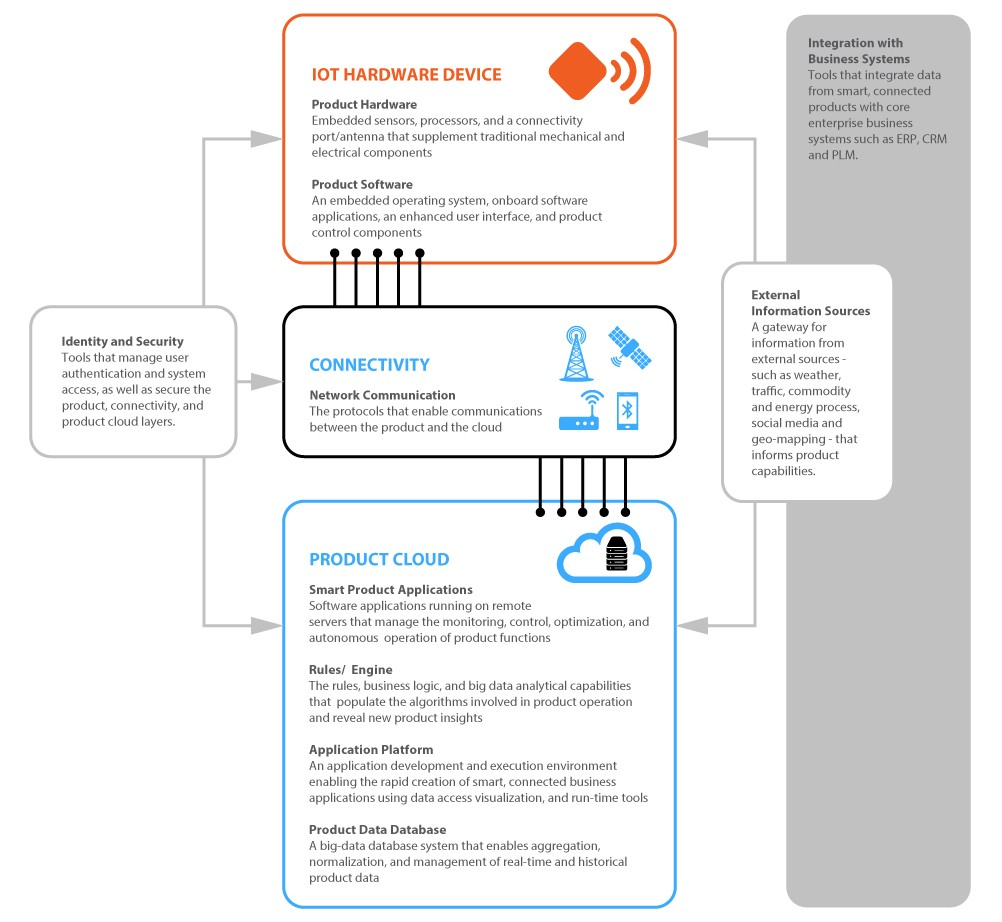 IOT HARDWARE DEVICE
Product Hardware
Embedded sensors, processors, and a connectivity
port/antenna that supplement traditional mechanical and
electrical components
Product Software
An embedded operating system, onboard software
applications, an enhanced user interface, and product
control components
Identity and Security
Tools that manage user
authentication and system
access, as well as secure the
product, connectivity, and
product cloud layers.
CONNECTIVITY
Network Communication
The protocols that enable communications
between the product and the cloud
PRODUCT CLOUD
Smart Product Applications
Software applications running on remote
servers that manage the monitoring, control, optimization, and
autonomous  operation of product functions
Rules/  Engine
The rules, business logic, and big data analytical capabilities
that  populate the algorithms involved in product operation
and reveal new product insights
Application Platform
An application development and execution environment
enabling the rapid creation of smart, connected business
applications using data access visualization, and run-time tools
Product Data Database
A big-data database system that enables aggregation,
normalization, and management of real-time and historical
product data
External
Information Sources
A gateway for
information from
external sources -
such as weather,
traffic, commodity
and energy process,
social media and
geo-mapping - that
informs product
capabilities.
Integration with
Business Systems
Tools that integrate data
from smart, connected
products with core
enterprise business
systems such as ERP, CRM
and PLM.